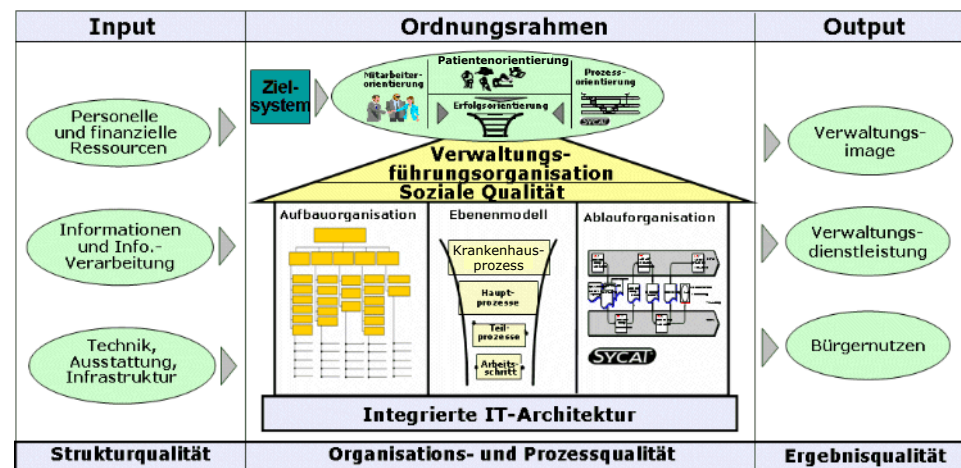 Input
Ordnungsrahmen
Output
Ziel-
system
Mitarbeiter-
orientierung
Patientenorientierung
Prozess-
orientierung
Erfolgsorientierung
SYCAT
Personelle
und finanzielle
Ressourcen
Informationen
und Info.-
Verarbeitung
Technik,
Ausstattung,
Infrastruktur
Verwaltungs-
führungsorganisation
Soziale Qualität
Aufbauorganisation
Ebenenmodell
Krankenhaus-
prozess
Haupt-
prozesse
Teil-
prozesse
Arbeits-
schritt
Ablauforganisation
SYCAT
Integrierte IT-Architektur
Verwaltungs-
image
Verwaltungs-
dienstleistung
Bürgernutzen
Strukturqualität
Organisations- und Prozessqualität
Ergebnisqualität